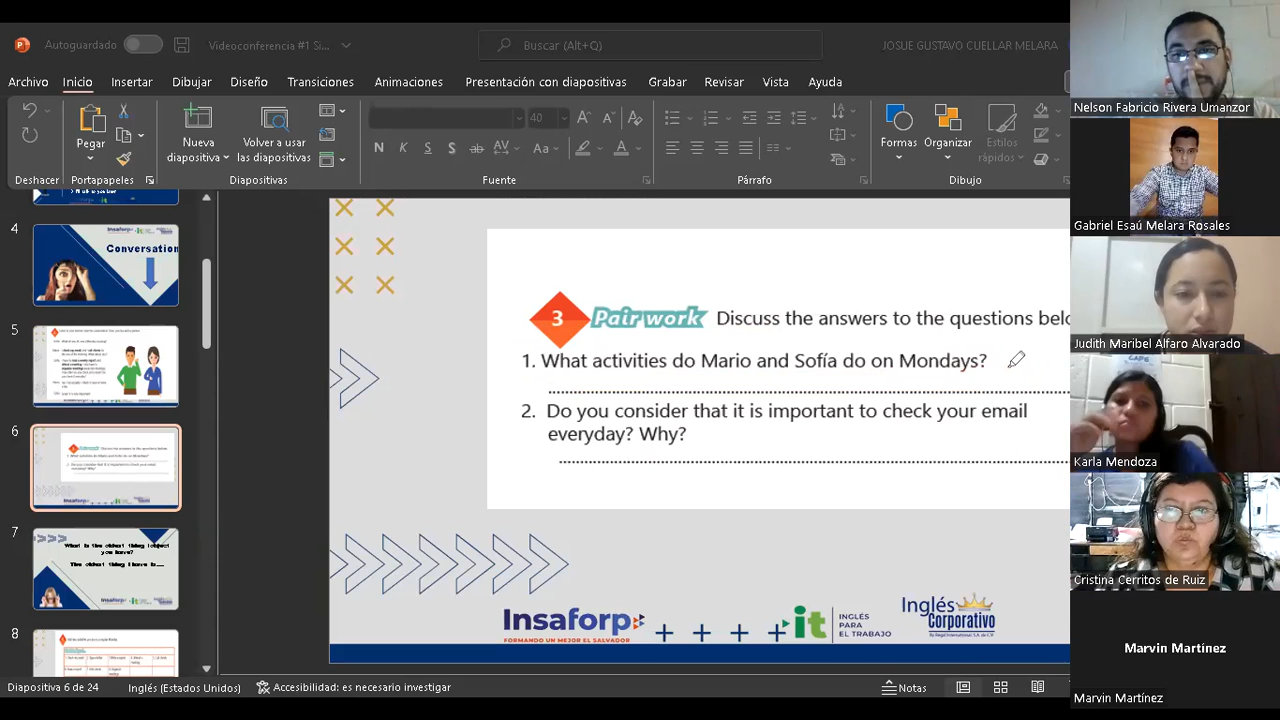 Autoguardado
Videoconferencia #1 Si...
Buscar (Alt+Q)
JOSUE GUSTAVO CUELLAR MELARA
Archivo Inicio Insertar Dibujar Diseño Transiciones Animaciones Presentación con diapositivas Grabar Revisar Vista Ayuda
Pegar
Nueva diapositiva
Volver a usar las diapositivas
40
N K S S ab AV Aa A
Formas
Organizar
Estilos rápidos
Deshacer Portapapeles Diapositivas Fuente Párrafo Dibujo
4
Conversation
5
6
7
What is the oldest thing (object) you have?
The oldest thing I have is....
8
3 Pair work Discuss the answers to the questions belo
1. What activities do Mario and Sofía do on Mondays?
2. Do you consider that it is important to check your email
everyday? Why?
Insaforp
FORMANDO UN MEJOR EL SALVADOR
it INGLÉS PARA EL TRABAJO
Inglés Corporativo
Diapositiva 6 de 24
Inglés (Estados Unidos)
Accesibilidad: es necesario investigar
Notas
Nelson Fabricio Rivera Umanzor
Gabriel Esaú Melara Rosales
Judith Maribel Alfaro Alvarado
Karla Mendoza
Cristina Cerritos de Ruiz
Marvin Martínez
Marvin Martínez